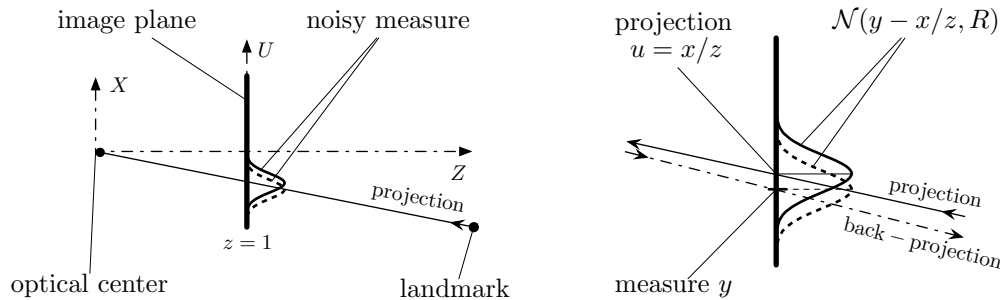 image plane
noisy measure
U
X
Z
projection
z = 1
optical center
landmark
projection
u = x/z
𝒩(y − x/z, R)
projection
back − projection
measure y